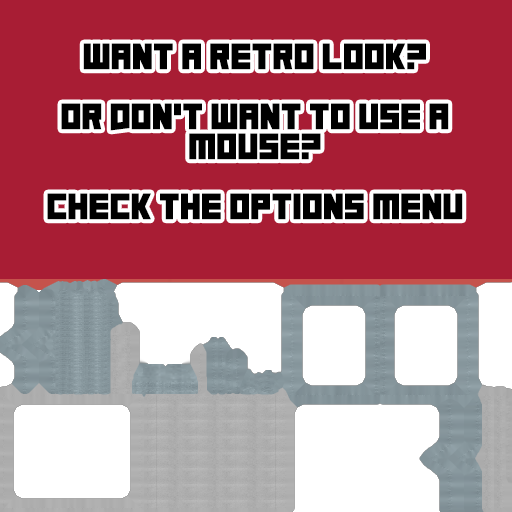 WANT A RETRO LOOK?
OR DON'T WANT TO USE A
MOUSE?
CHECK THE OPTIONS MENU